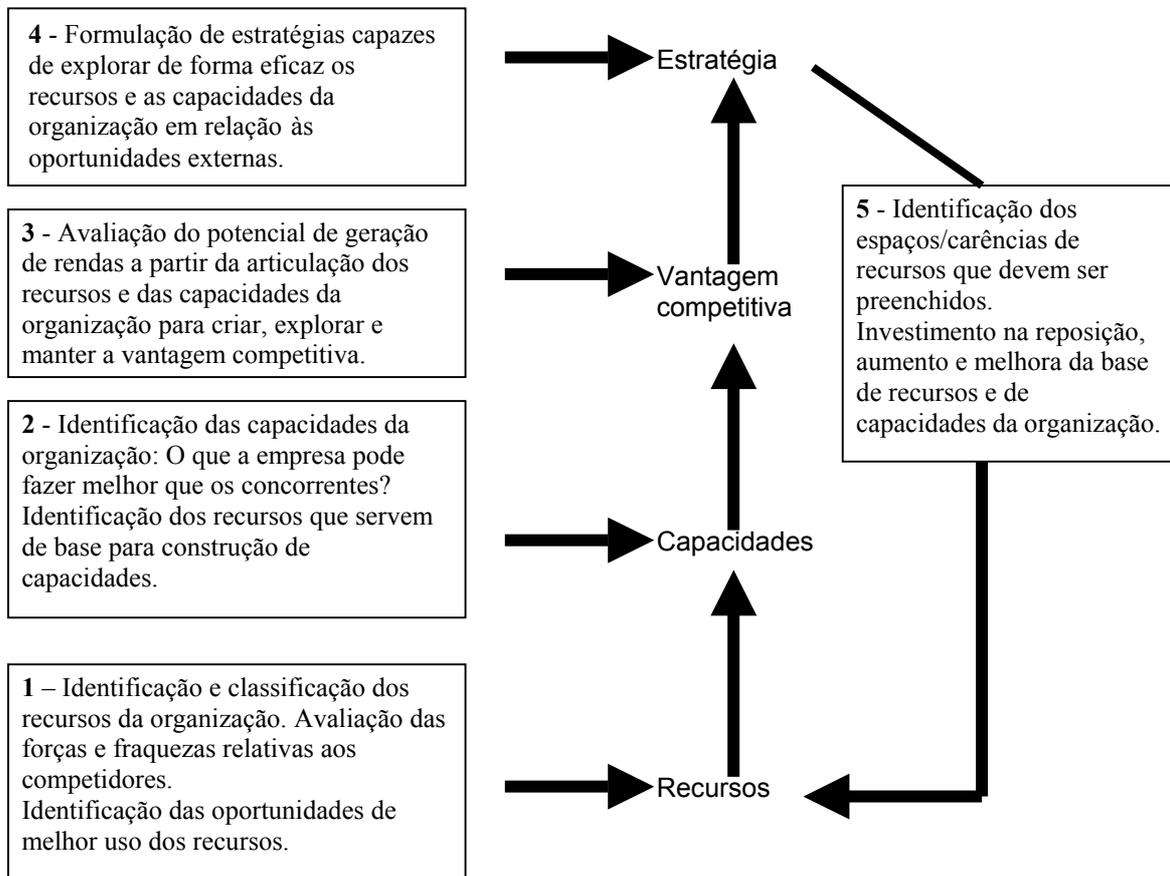 4 - Formulação de estratégias capazes
de explorar de forma eficaz os
recursos e as capacidades da
organização em relação às
oportunidades externas.
Estratégia
3 - Avaliação do potencial de geração
de rendas a partir da articulação dos
recursos e das capacidades da
organização para criar, explorar e
manter a vantagem competitiva.
Vantagem
competitiva
5 - Identificação dos
espaços/carências de
recursos que devem ser
preenchidos.
Investimento na reposição,
aumento e melhora da base
de recursos e de
capacidades da organização.
2 - Identificação das capacidades da
organização: O que a empresa pode
fazer melhor que os concorrentes?
Identificação dos recursos que servem
de base para construção de
capacidades.
Capacidades
1 – Identificação e classificação dos
recursos da organização. Avaliação das
forças e fraquezas relativas aos
competidores.
Identificação das oportunidades de
melhor uso dos recursos.
Recursos